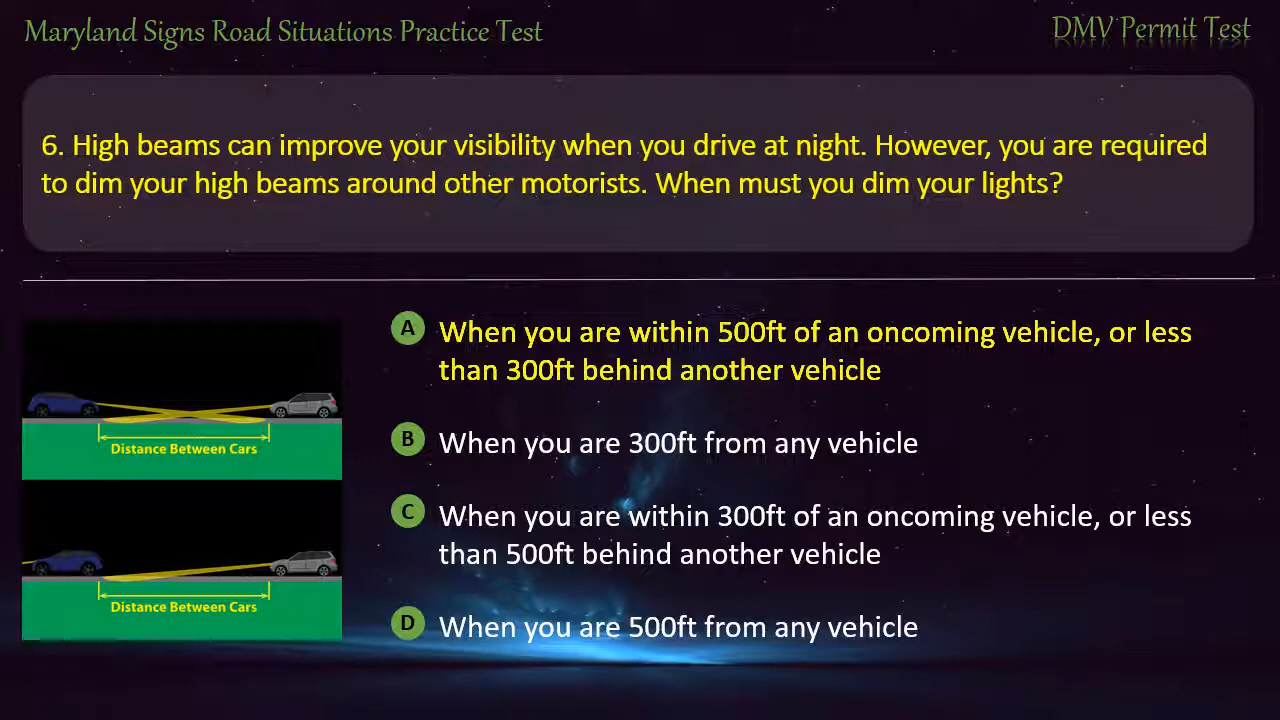 Maryland Signs Road Situations Practice Test
DMV Permit Test
6. High beams can improve your visibility when you drive at night. However, you are required
to dim your high beams around other motorists. When must you dim your lights?
A When you are within 500ft of an oncoming vehicle, or less
than 300ft behind another vehicle
B When you are 300ft from any vehicle
C When you are within 300ft of an oncoming vehicle, or less
than 500ft behind another vehicle
D When you are 500ft from any vehicle
Distance Between Cars
Distance Between Cars